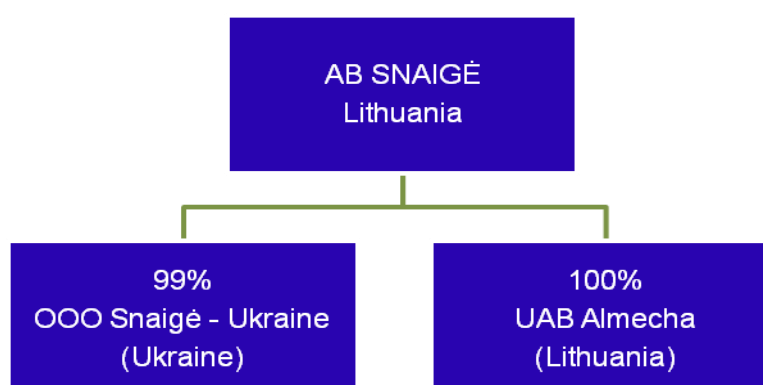 AB SNAIGĖ
Lithuania
99%
OOO Snaigė - Ukraine
(Ukraine)
100%
UAB Almecha
(Lithuania)